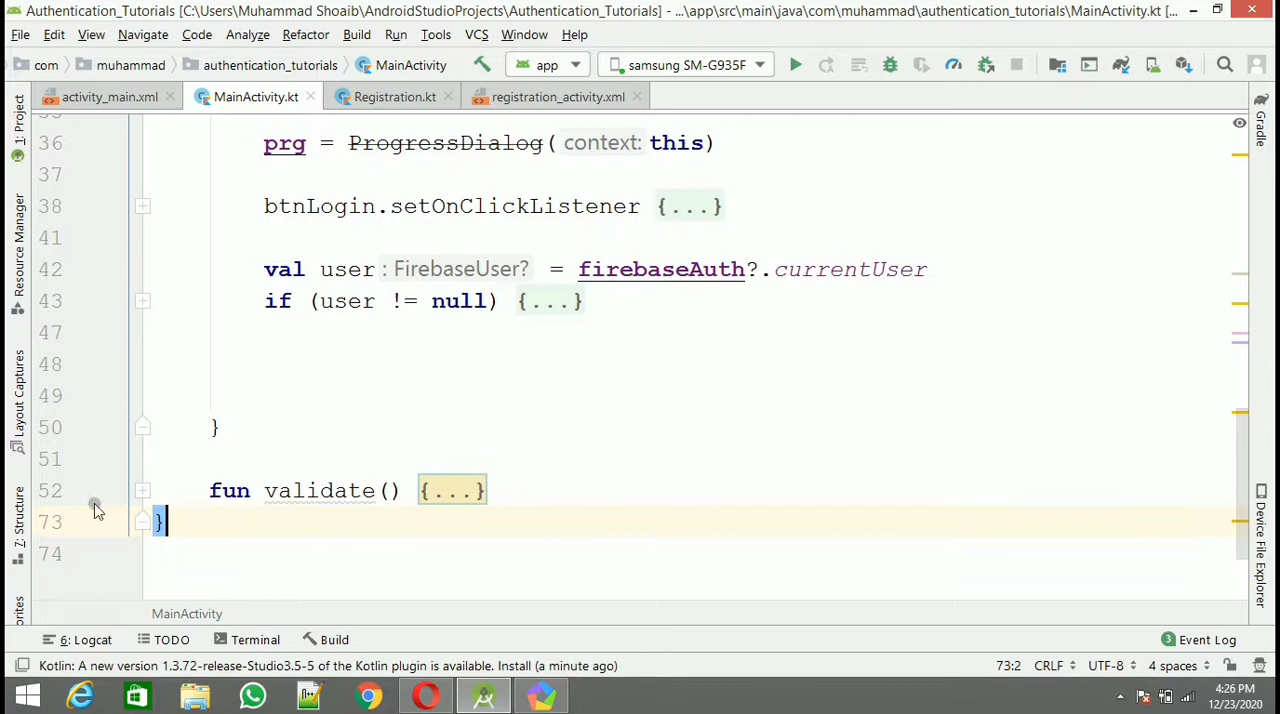 Authentication_Tutorials [C:\Users\Muhammad Shoaib\AndroidStudioProjects\Authentication_Tutorials] - ...\app\src\main\java\com\muhammad\authentication_tutorials\MainActivity.kt [...
File Edit View Navigate Code Analyze Refactor Build Run Tools VCS Window Help
com muhammad authentication_tutorials MainActivity app samsung SM-G935F
activity_main.xml MainActivity.kt Registration.kt registration_activity.xml
1: Project
Resource Manager
Layout Captures
7: Structure
Gradle
Device File Explorer
36 prg = ProgressDialog( context: this)
37
38 btnLogin.setOnClickListener {...}
41
42 val user : FirebaseUser? = firebaseAuth?.currentUser
43 if (user != null) {...}
47
48
49
50 }
51
52 fun validate() {...}
73 }
74
MainActivity
6: Logcat TODO Terminal Build 3 Event Log
Kotlin: A new version 1.3.72-release-Studio3.5-5 of the Kotlin plugin is available. Install (a minute ago) 73:2 CRLF UTF-8 4 spaces
4:26 PM
12/23/2020